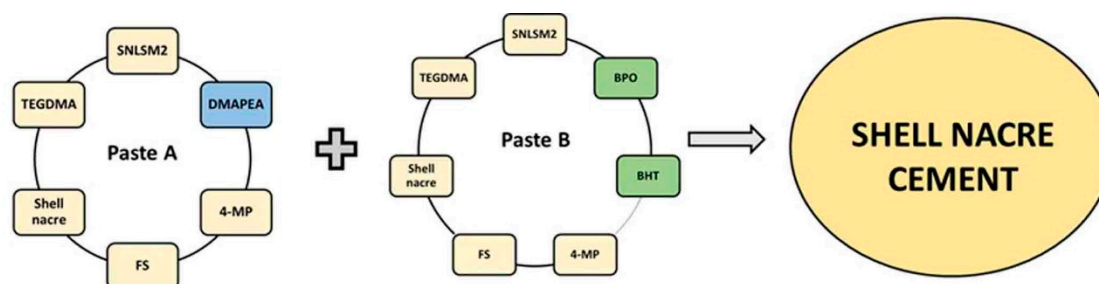 SNLSM2
TEGDMA
DMAPEA
Paste A
Shell
nacre
4-MP
FS
SNLSM2
TEGDMA
BPO
Paste B
Shell
nacre
BHT
FS
4-MP
SHELL NACRE
CEMENT